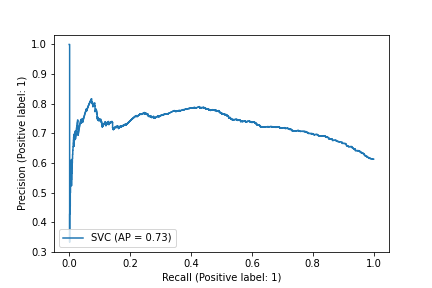 1.0
0.9
0.8
0.7
0.6
0.5
0.4
0.3
Precision (Positive label: 1)
SVC (AP = 0.73)
0.0 0.2 0.4 0.6 0.8 1.0
Recall (Positive label: 1)